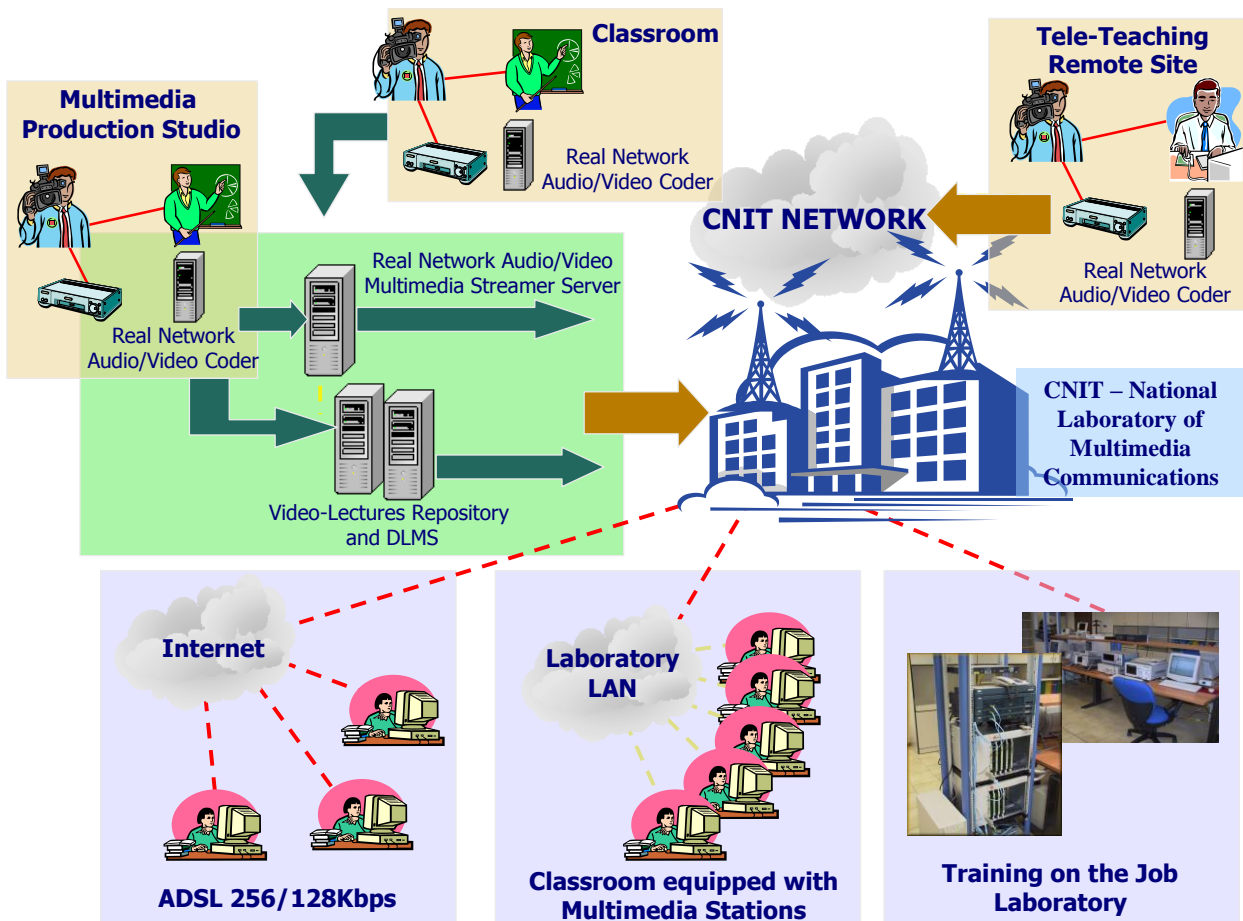 Classroom
Real Network
Audio/Video Coder
Tele-Teaching
Remote Site
Real Network
Audio/Video Coder
Multimedia
Production Studio
Real Network
Audio/Video Coder
CNIT NETWORK
Real Network Audio/Video
Multimedia Streamer Server
Video-Lectures Repository
and DLMS
CNIT – National
Laboratory of
Multimedia
Communications
Internet
ADSL 256/128Kbps
Laboratory
LAN
Classroom equipped with
Multimedia Stations
Training on the Job
Laboratory